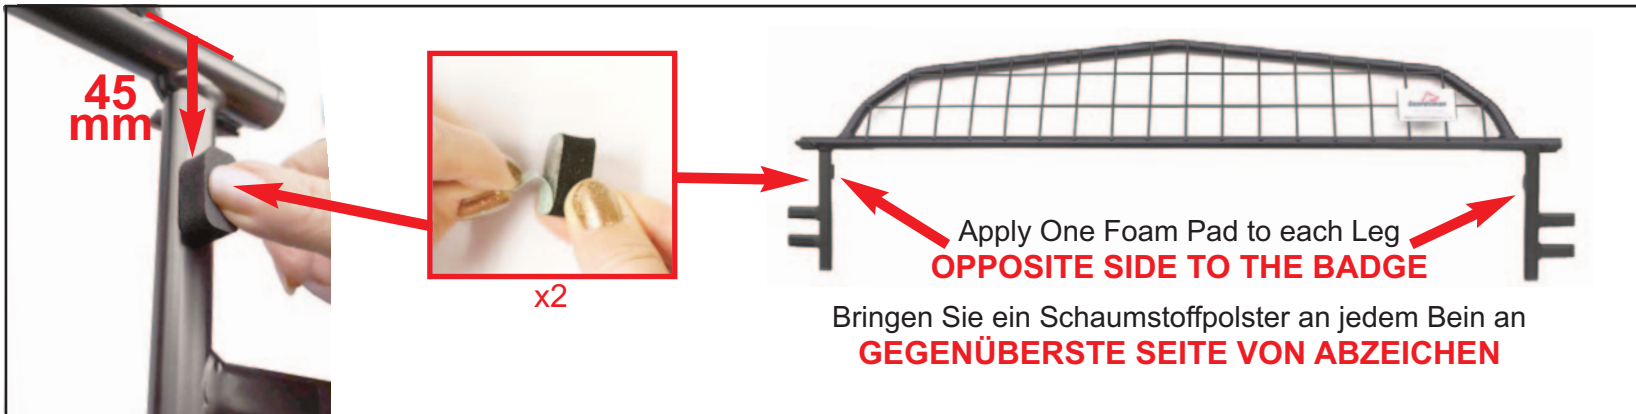 45
mm
x2
Apply One Foam Pad to each Leg
OPPOSITE SIDE TO THE BADGE
Bringen Sie ein Schaumstoffpolster an jedem Bein an
GEGENÜBERSTE SEITE VON ABZEICHEN